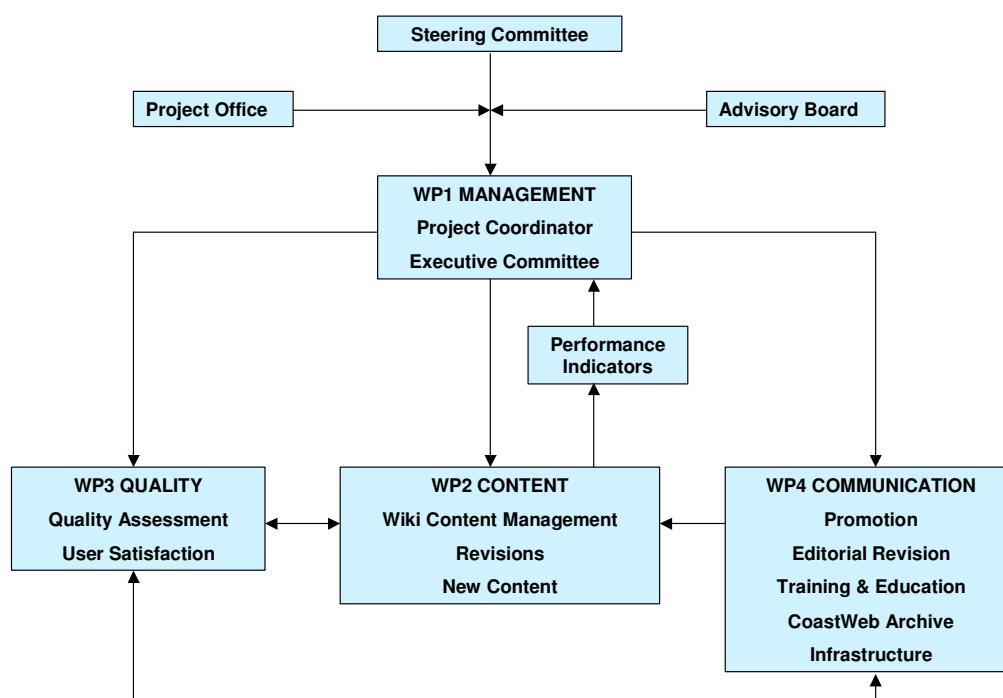 Steering Committee
Project Office
Advisory Board
WP1 MANAGEMENT
Project Coordinator
Executive Committee
Performance
Indicators
WP3 QUALITY
Quality Assessment
User Satisfaction
WP2 CONTENT
Wiki Content Management
Revisions
New Content
WP4 COMMUNICATION
Promotion
Editorial Revision
Training & Education
CoastWeb Archive
Infrastructure